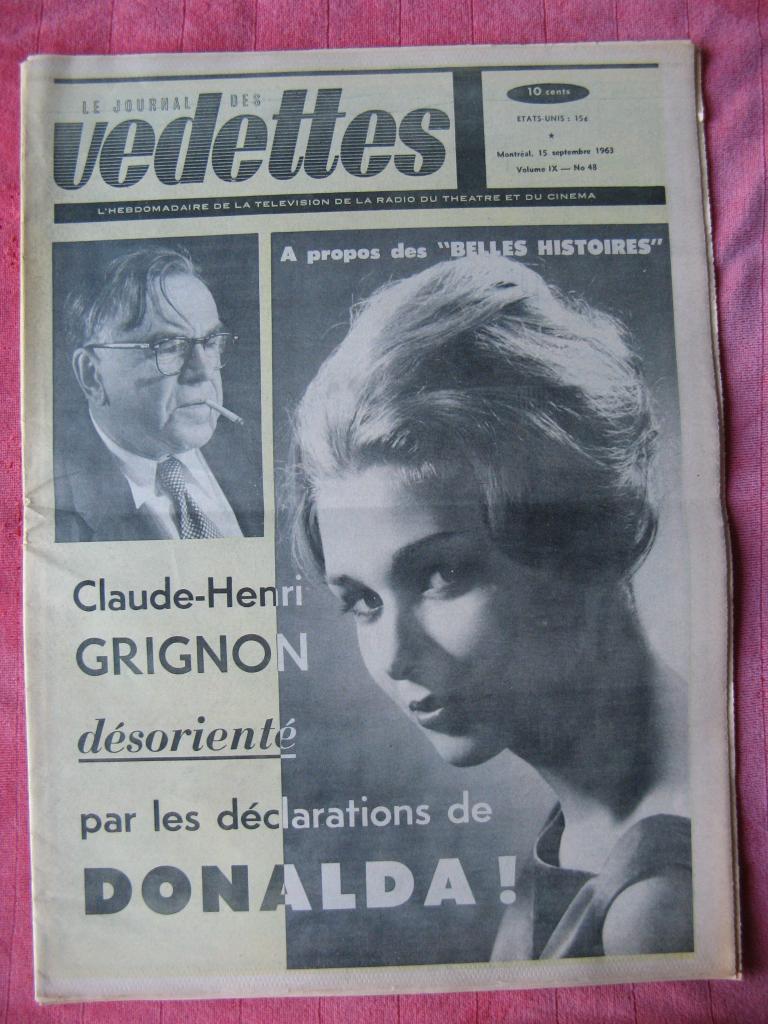 LE JOURNAL DES
vedettes
10 cents
ETATS-UNIS : 15¢
★
Montréal, 15 septembre 1963
Volume IX — No 48
L'HEBDOMADAIRE DE LA TELEVISION DE LA RADIO DU THEATRE ET DU CINEMA
A propos des "BELLES HISTOIRES"
Claude-Henri
GRIGNON
désorienté
par les déclarations de
DONALDA !